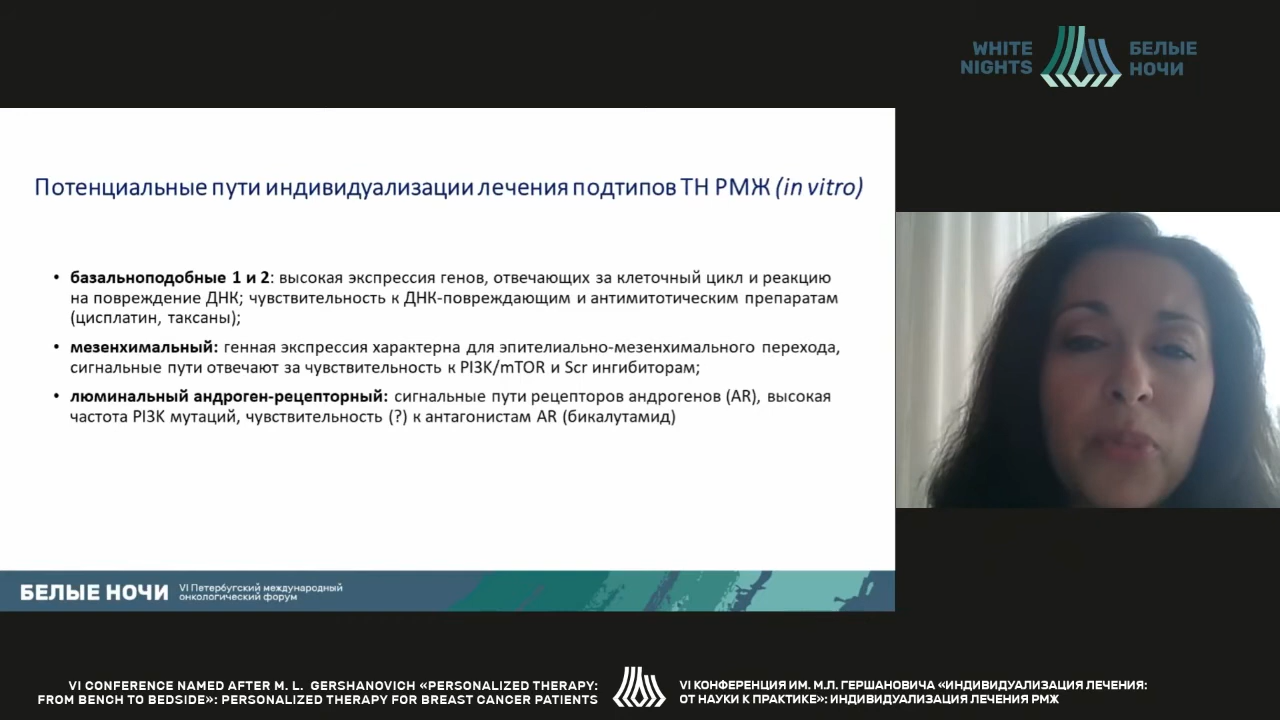 WHITE
NIGHTS
БЕЛЫЕ
НОЧИ
Потенциальные пути индивидуализации лечения подтипов ТН РМЖ (in vitro)
• базальноподобные 1 и 2: высокая экспрессия генов, отвечающих за клеточный цикл и реакцию
на повреждение ДНК; чувствительность к ДНК-повреждающим и антимитотическим препаратам
(цисплатин, таксаны);
• мезенхимальный: генная экспрессия характерна для эпителиально-мезенхимального перехода,
сигнальные пути отвечают за чувствительность к PI3K/mTOR и Scr ингибиторам;
• люминальный андроген-рецепторный: сигнальные пути рецепторов андрогенов (AR), высокая
частота PI3K мутаций, чувствительность (?) к антагонистам AR (бикалутамид)
БЕЛЫЕ НОЧИ
VI Петербугский международный
онкологический форум
VI CONFERENCE NAMED AFTER M. L. GERSHANOVICH «PERSONALIZED THERAPY:
FROM BENCH TO BEDSIDE»: PERSONALIZED THERAPY FOR BREAST CANCER PATIENTS
VI КОНФЕРЕНЦИЯ ИМ. М.Л. ГЕРШАНОВИЧА «ИНДИВИДУАЛИЗАЦИЯ ЛЕЧЕНИЯ:
ОТ НАУКИ К ПРАКТИКЕ»: ИНДИВИДУАЛИЗАЦИЯ ЛЕЧЕНИЯ РМЖ